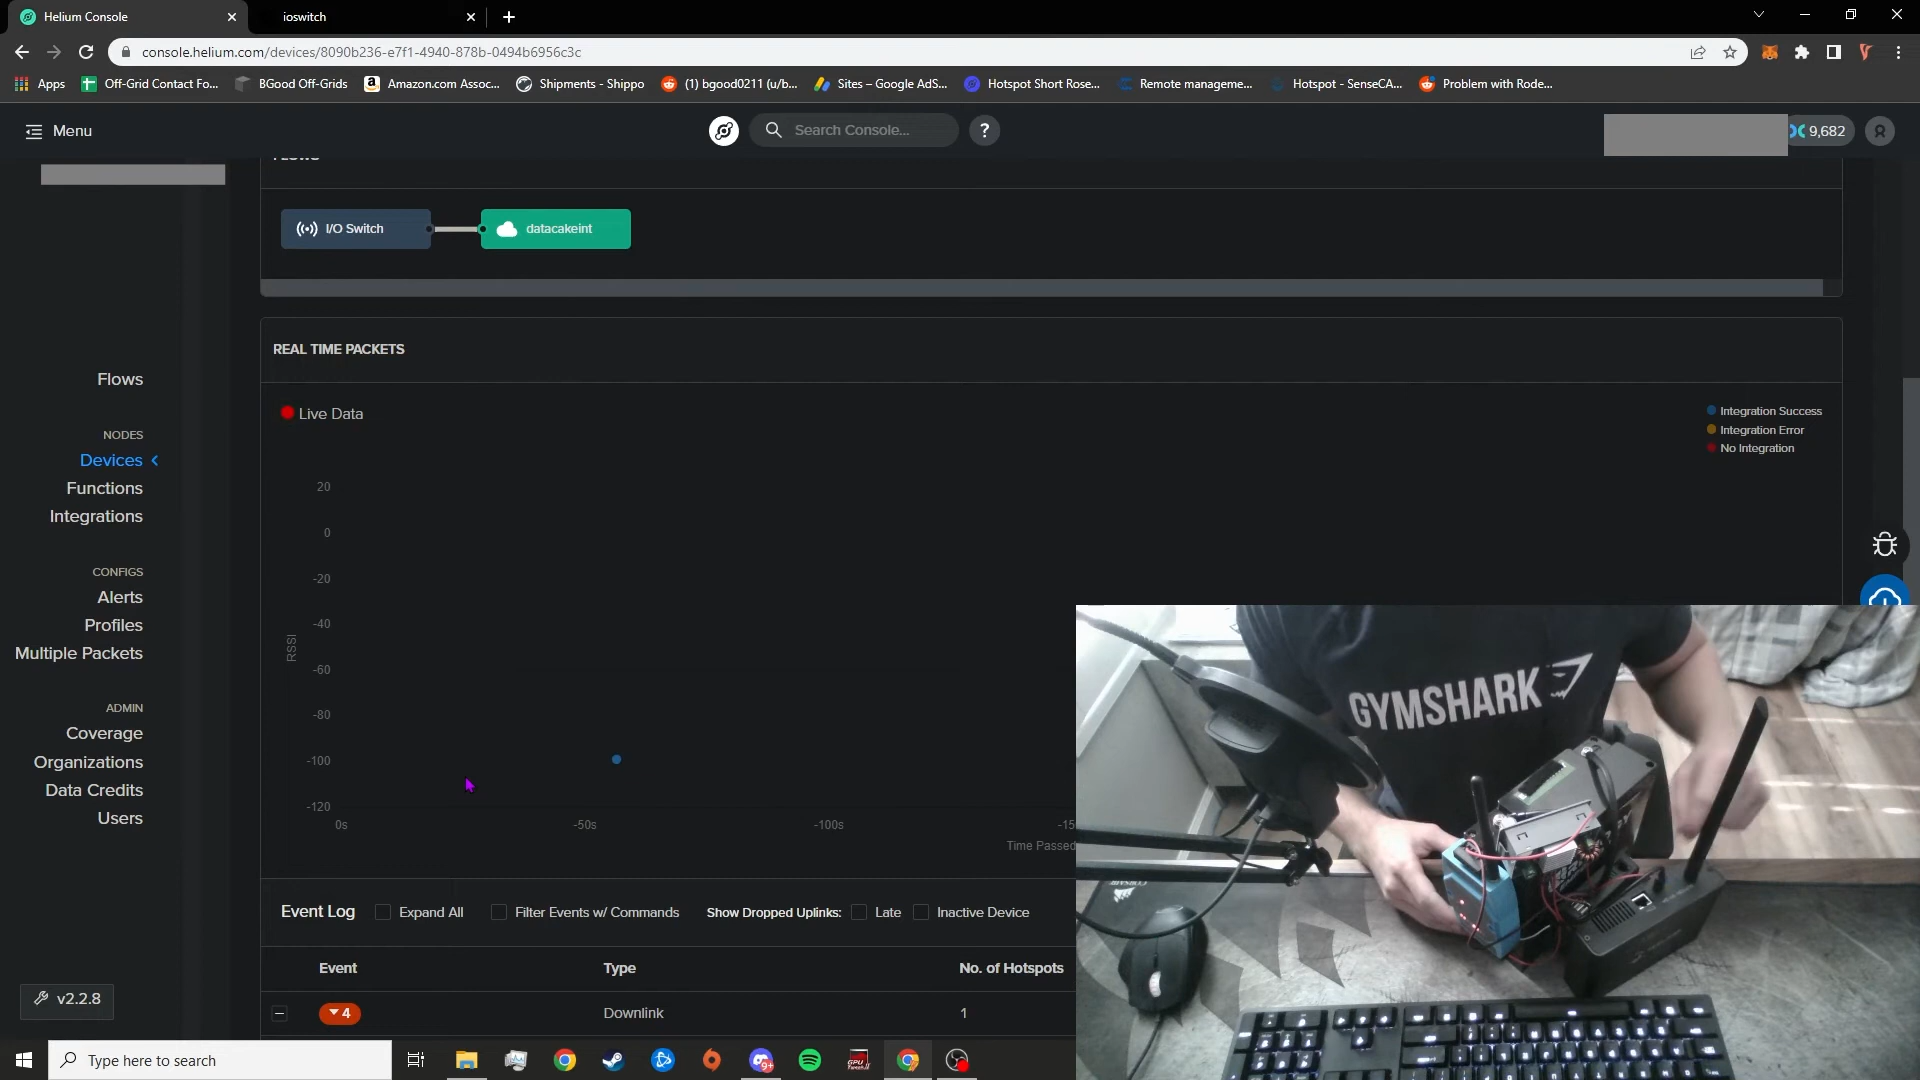 Helium Console
ioswitch
console.helium.com/devices/8090b236-e7f1-4940-878b-0494b6956c3c
Apps
Off-Grid Contact Fo...
BGood Off-Grids
Amazon.com Assoc...
Shipments - Shippo
(1) bgood0211 (u/b...
Sites – Google AdS...
Hotspot Short Rose...
Remote manageme...
Hotspot - SenseCA...
Problem with Rode...
Menu
Search Console...
?
9,682
FLOWS
I/O Switch
datacakeint
REAL TIME PACKETS
Live Data
Integration Success
Integration Error
No Integration
Flows
NODES
Devices
Functions
Integrations
CONFIGS
Alerts
Profiles
Multiple Packets
ADMIN
Coverage
Organizations
Data Credits
Users
v2.2.8
RSSI
20
0
-20
-40
-60
-80
-100
-120
0s
-50s
-100s
-15
Time Passed
Event Log
Expand All
Filter Events w/ Commands
Show Dropped Uplinks:
Late
Inactive Device
Event
Type
No. of Hotspots
4
Downlink
1
GYMSHARK
Type here to search
9+